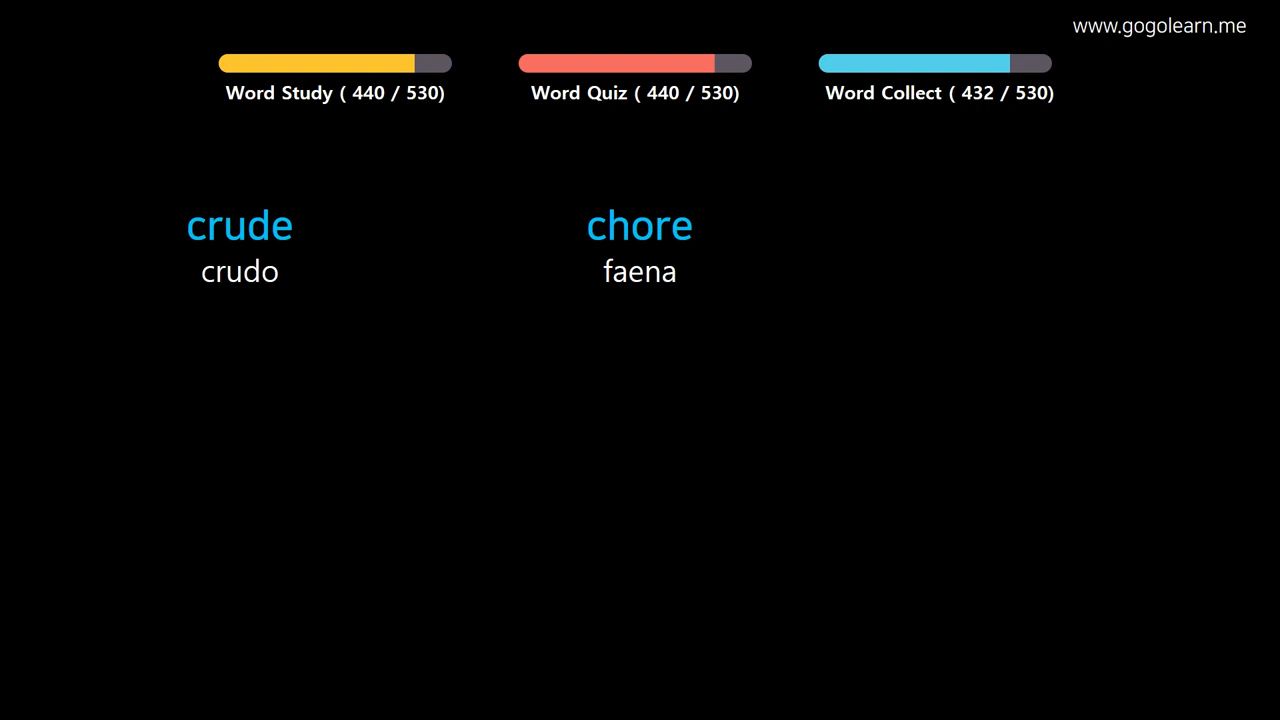 www.gogolearn.me
Word Study ( 440 / 530)
Word Quiz ( 440 / 530)
Word Collect ( 432 / 530)
crude
crudo
chore
faena